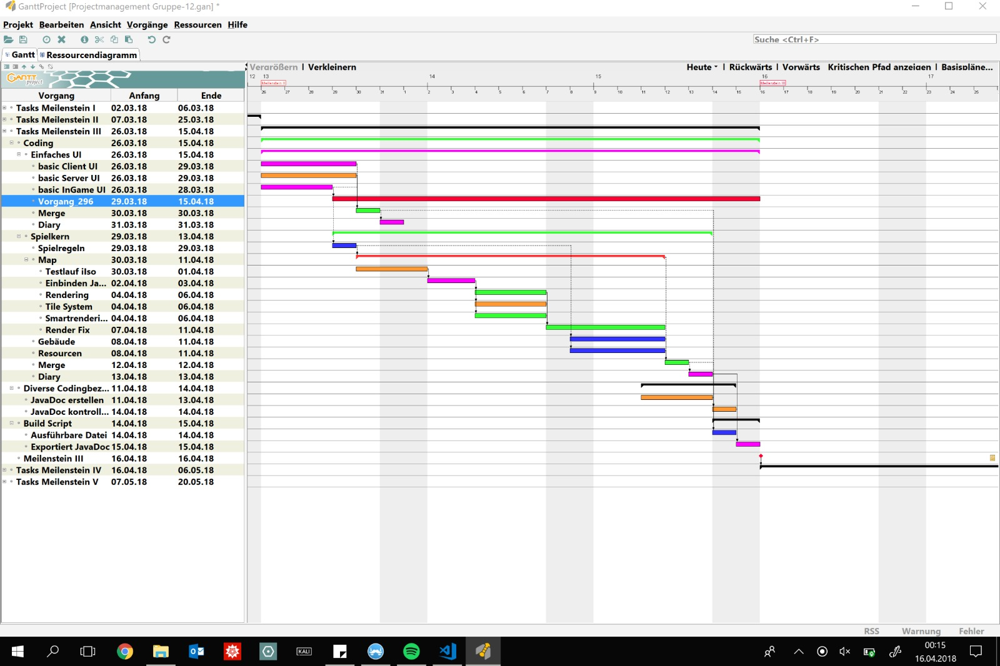 GanttProject [Projectmanagement Gruppe-12.gan] *
Projekt Bearbeiten Ansicht Vorgänge Ressourcen Hilfe
Suche <Ctrl+F>
Gantt Ressourcendiagramm
Vergrößern | Verkleinern Heute | Rückwärts | Vorwärts Kritischen Pfad anzeigen | Basispläne...
GANTT project
12 13 14 15 16 17
Meilenstein II Meilenstein III
26 27 28 29 30 31 1 2 3 4 5 6 7 8 9 10 11 12 13 14 15 16 17 18 19 20 21 22 23 24 25
Vorgang Anfang Ende
Tasks Meilenstein I 02.03.18 06.03.18
Tasks Meilenstein II 07.03.18 25.03.18
Tasks Meilenstein III 26.03.18 15.04.18
Coding 26.03.18 15.04.18
Einfaches UI 26.03.18 15.04.18
basic Client UI 26.03.18 29.03.18
basic Server UI 26.03.18 29.03.18
basic InGame UI 26.03.18 28.03.18
Vorgang_296 29.03.18 15.04.18
Merge 30.03.18 30.03.18
Diary 31.03.18 31.03.18
Spielkern 29.03.18 13.04.18
Spielregeln 29.03.18 29.03.18
Map 30.03.18 11.04.18
Testlauf iIso 30.03.18 01.04.18
Einbinden Ja... 02.04.18 03.04.18
Rendering 04.04.18 06.04.18
Tile System 04.04.18 06.04.18
Smartrenderi... 04.04.18 06.04.18
Render Fix 07.04.18 11.04.18
Gebäude 08.04.18 11.04.18
Resourcen 08.04.18 11.04.18
Merge 12.04.18 12.04.18
Diary 13.04.18 13.04.18
Diverse Codingbez... 11.04.18 14.04.18
JavaDoc erstellen 11.04.18 13.04.18
JavaDoc kontroll... 14.04.18 14.04.18
Build Script 14.04.18 15.04.18
Ausführbare Datei 14.04.18 14.04.18
Exportiert JavaDoc 15.04.18 15.04.18
Meilenstein III 16.04.18 16.04.18
Tasks Meilenstein IV 16.04.18 06.05.18
Tasks Meilenstein V 07.05.18 20.05.18
RSS Warnung Fehler
KALI
00:15
16.04.2018